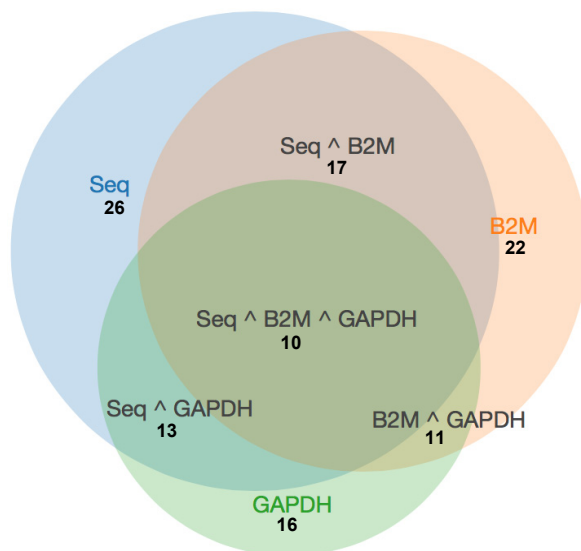 Seq ^ B2M
17
Seq
26
B2M
22
Seq ^ B2M ^ GAPDH
10
Seq ^ GAPDH
13
B2M ^ GAPDH
11
GAPDH
16